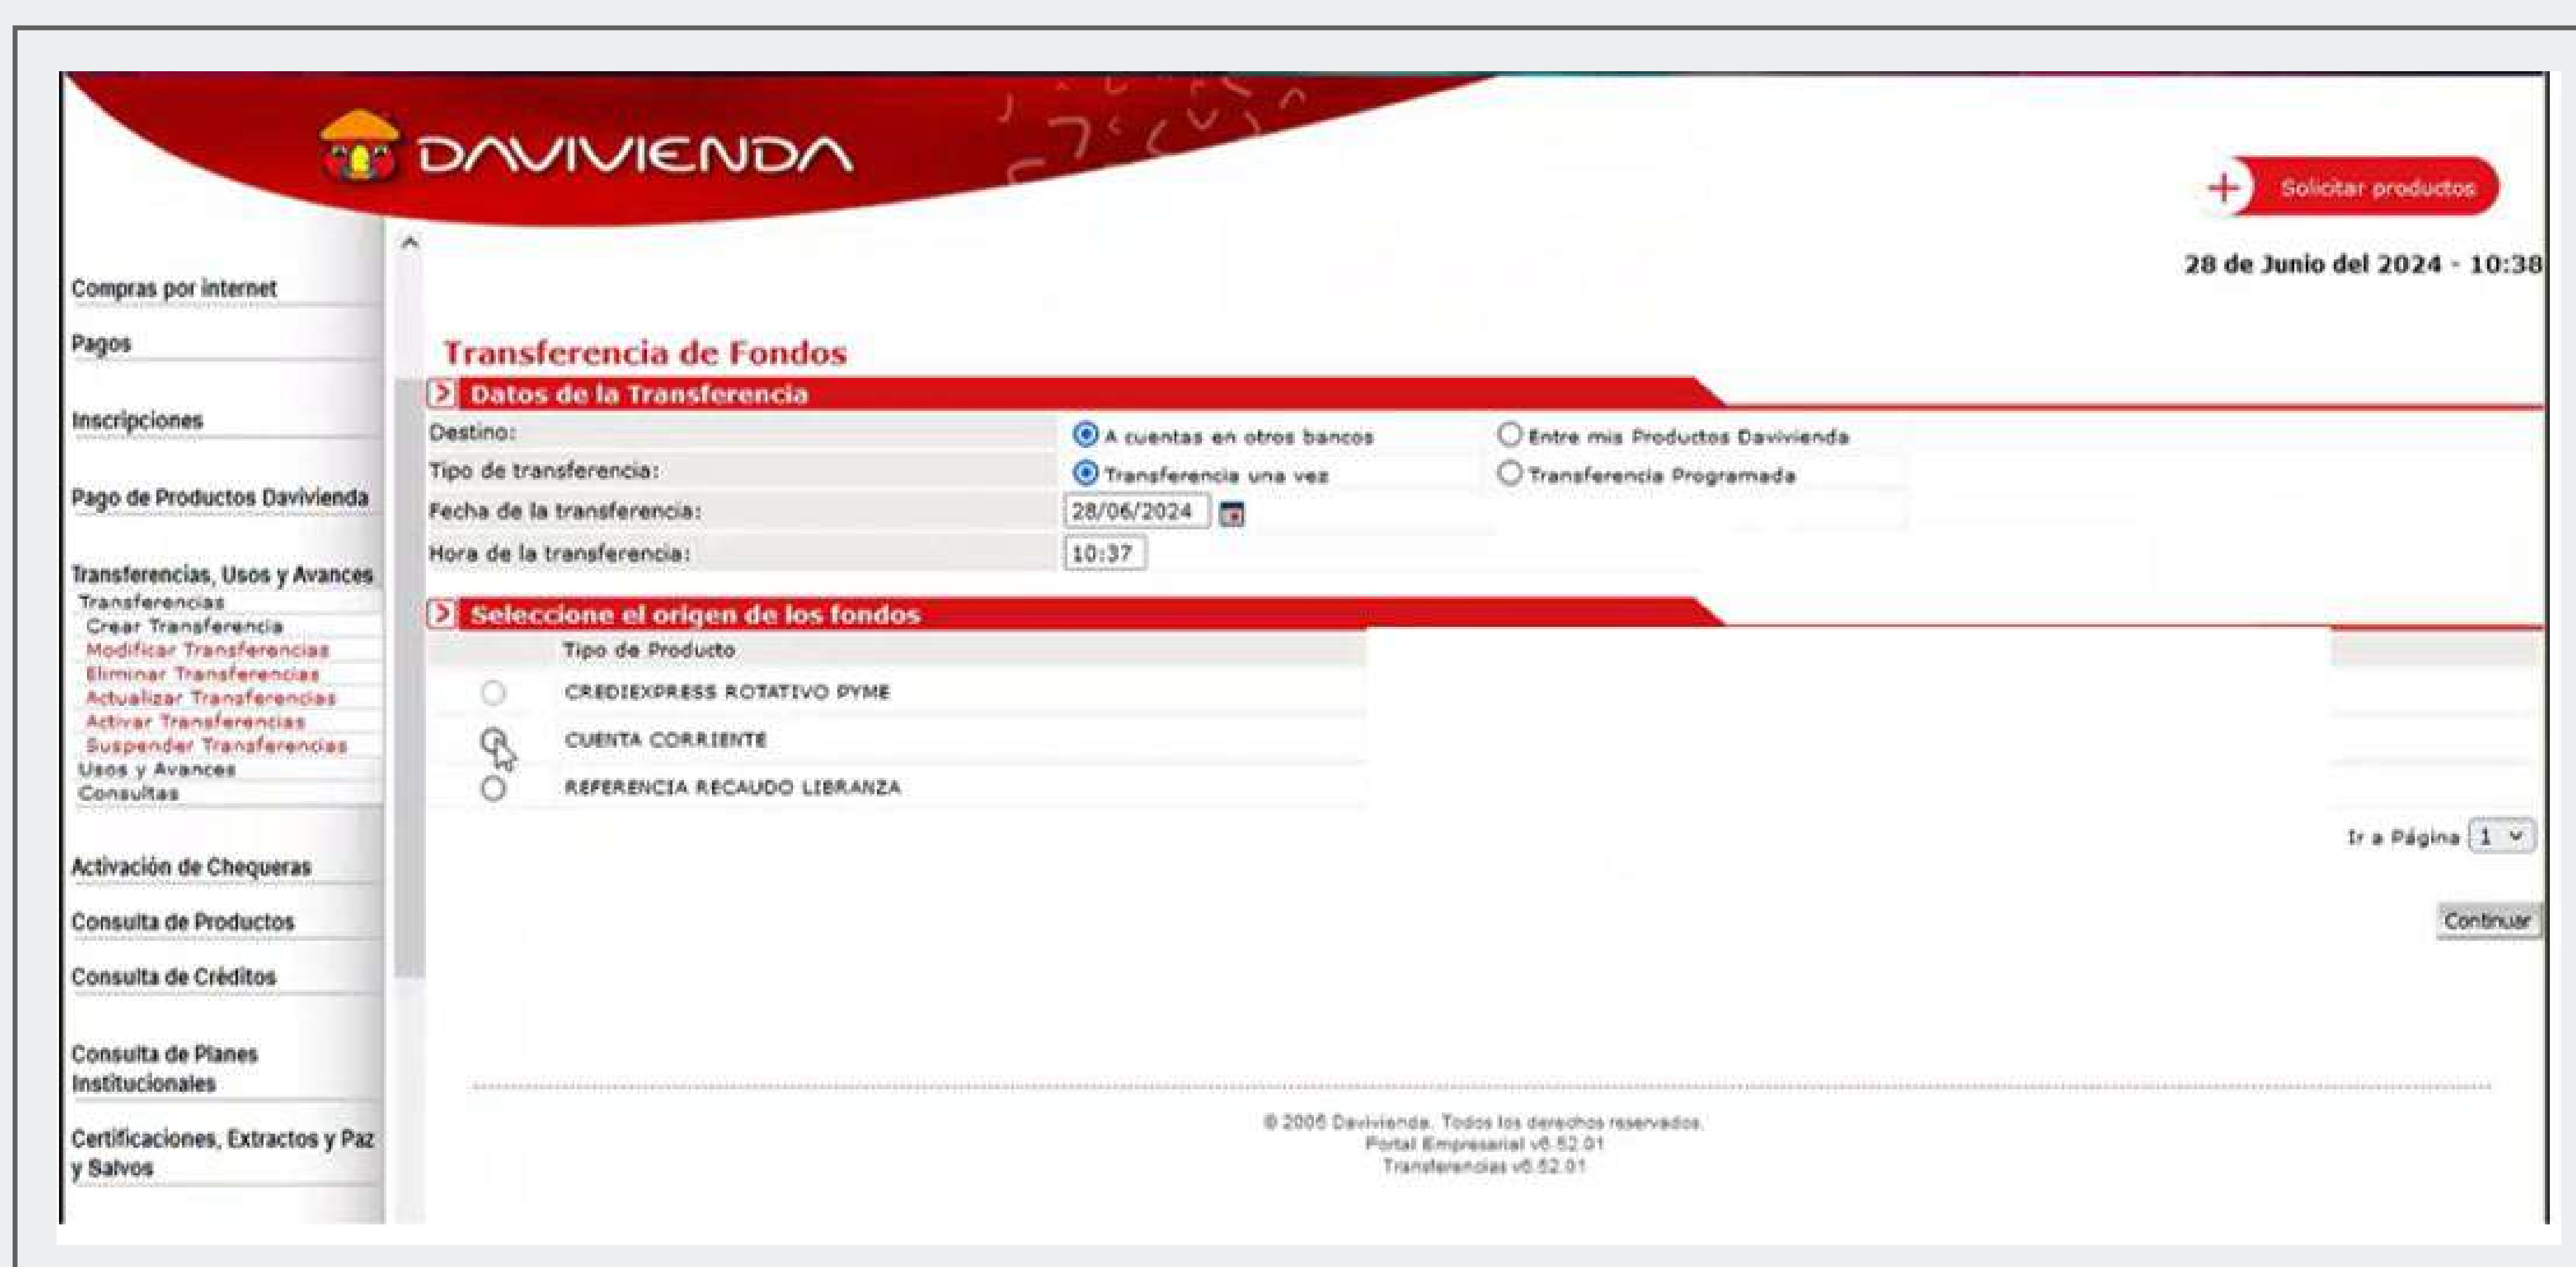 DAVIVIENDA
Solicitar productos
28 de Junio del 2024 - 10:38
Compras por internet
Pagos
Inscripciones
Pago de Productos Davivienda
Transferencias, Usos y Avances
Transferencias
Crear Transferencia
Modificar Transferencias
Eliminar Transferencias
Actualizar Transferencias
Activar Transferencias
Suspender Transferencias
Usos y Avances
Consultas
Activación de Chequeras
Consulta de Productos
Consulta de Créditos
Consulta de Planes
Institucionales
Certificaciones, Extractos y Paz
y Salvos
Transferencia de Fondos
Datos de la Transferencia
Destino: A cuentas en otros bancos Entre mis Productos Davivienda
Tipo de transferencia: Transferencia una vez Transferencia Programada
Fecha de la transferencia: 28/06/2024
Hora de la transferencia: 10:37
Seleccione el origen de los fondos
Tipo de Producto
CREDIEXPRESS ROTATIVO PYME
CUENTA CORRIENTE
REFERENCIA RECAUDO LIBRANZA
Ir a Página 1
Continuar
© 2005 Davivienda. Todos los derechos reservados.
Portal Empresarial v6.52.01
Transferencias v6.52.01